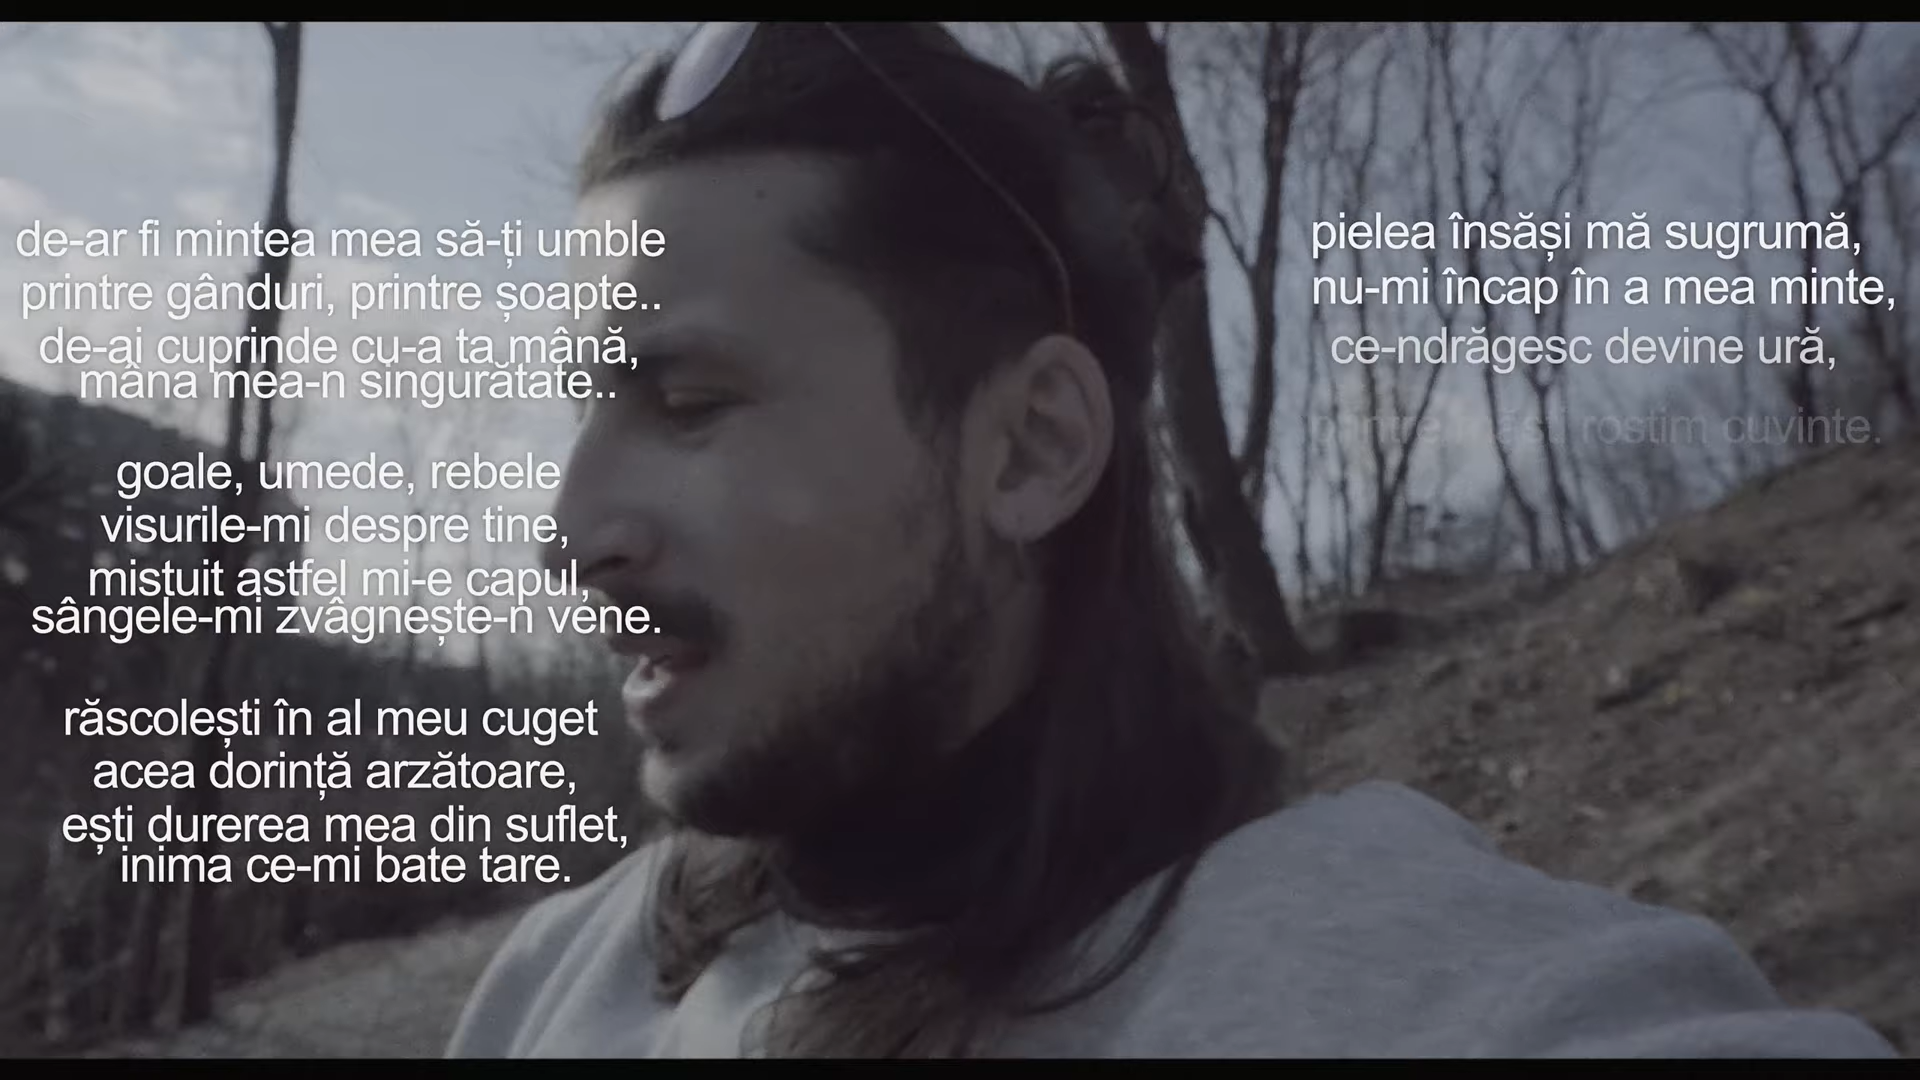 de-ar fi mintea mea să-ți umble
printre gânduri, printre șoapte..
de-ai cuprinde cu-a ta mână,
mâna mea-n singurătate..
goale, umede, rebele
visurile-mi despre tine,
mistuit astfel mi-e capul,
sângele-mi zvâgnește-n vene.
răscolești în al meu cuget
acea dorință arzătoare,
ești durerea mea din suflet,
inima ce-mi bate tare.
pielea însăși mă sugrumă,
nu-mi încap în a mea minte,
ce-ndrăgesc devine ură,
printre măști rostim cuvinte.